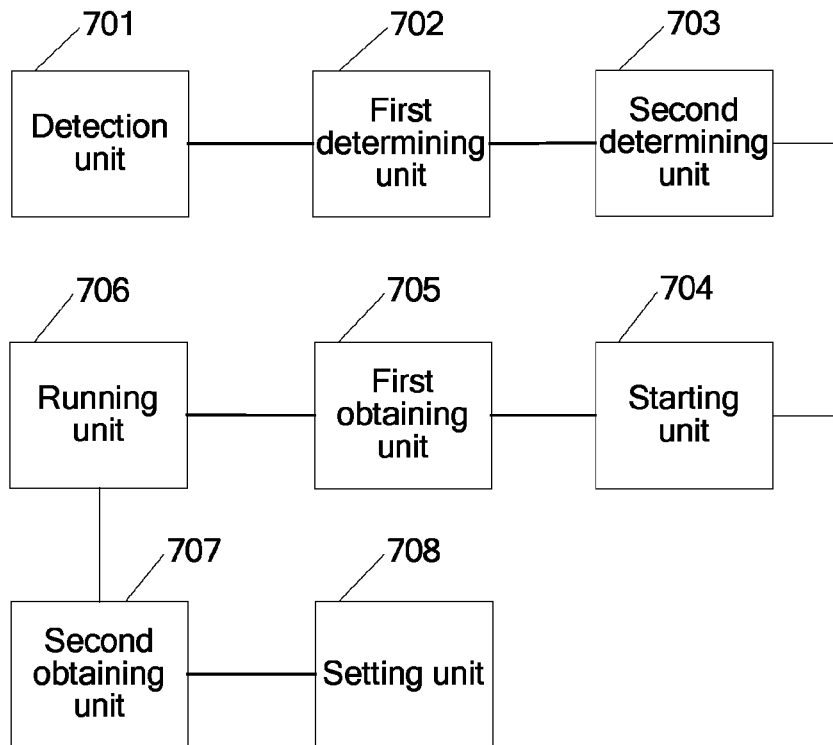 701
702
703
Detection
unit
First
determining
unit
Second
determining
unit
706
705
704
Running
unit
First
obtaining
unit
Starting
unit
707
708
Second
obtaining
unit
Setting unit